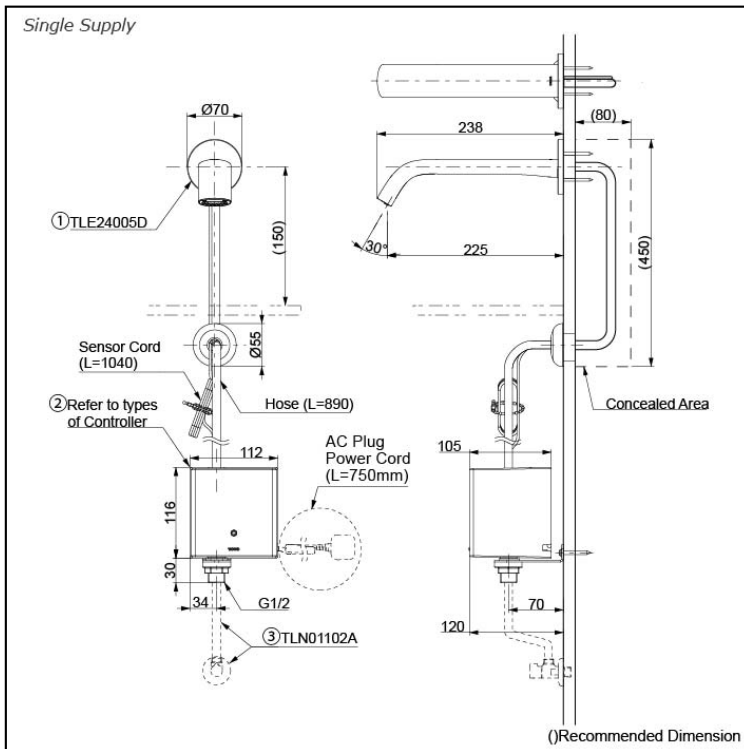 Single Supply
Ø70
(80)
238
①TLE24005D
(150)
30°
225
(450)
Ø55
Sensor Cord
(L=1040)
Hose (L=890)
Concealed Area
②Refer to types
of Controller
112
AC Plug
Power Cord
(L=750mm)
105
116
30
34
G1/2
70
120
③TLN01102A
()Recommended Dimension